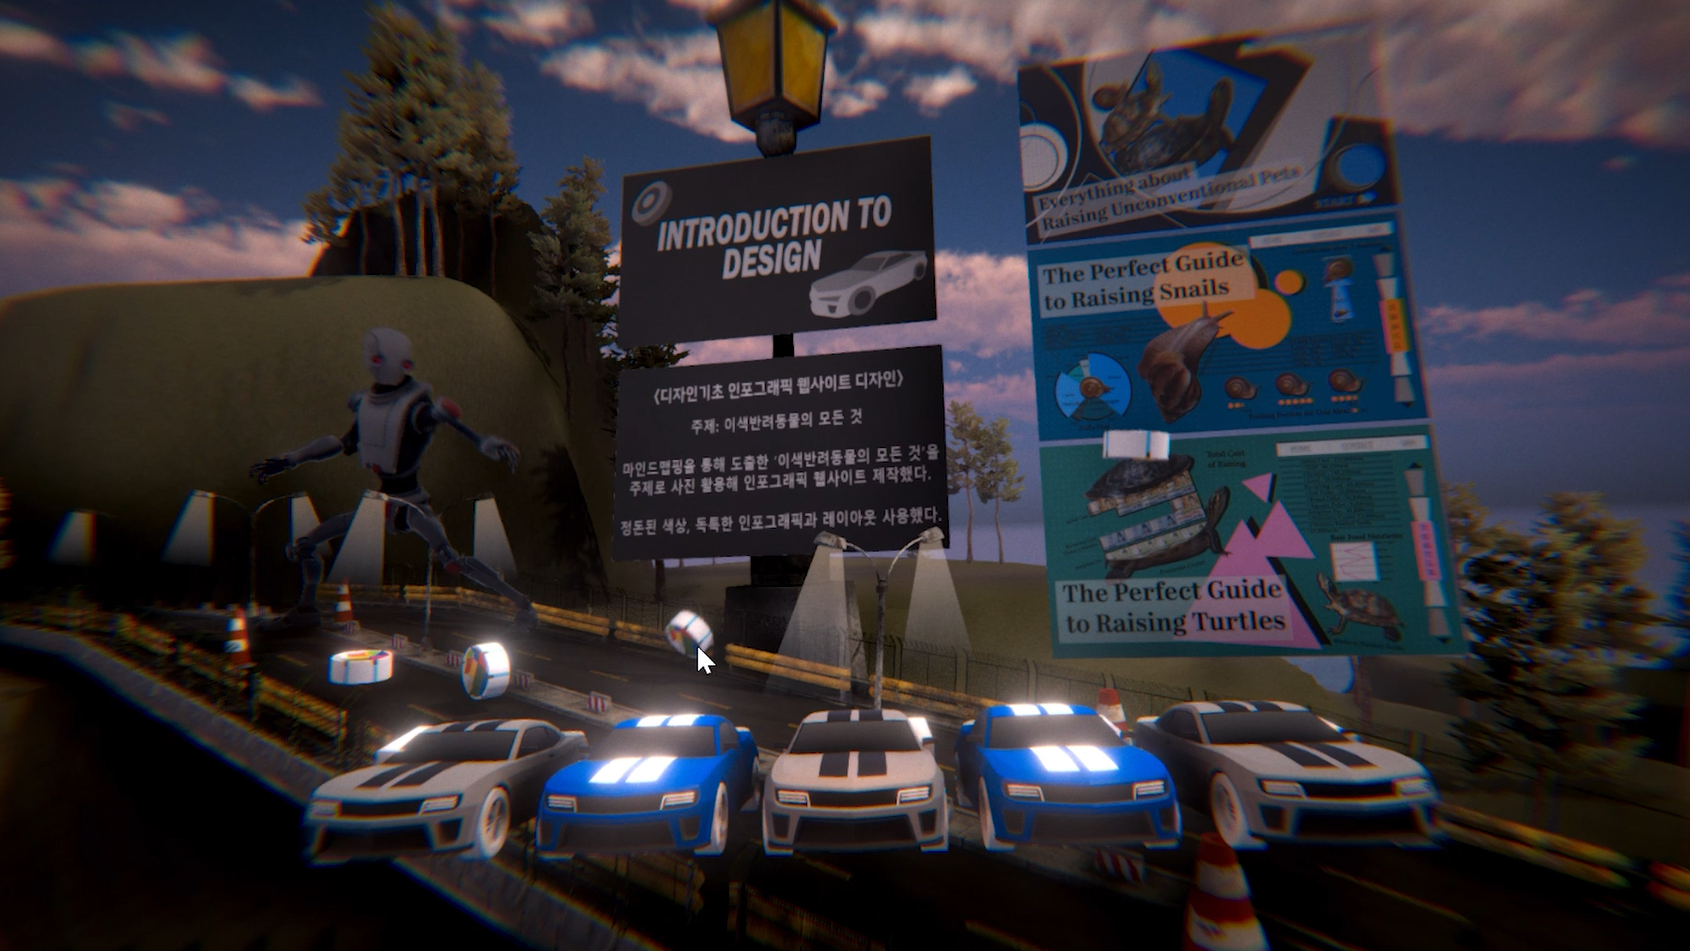 INTRODUCTION TO
DESIGN
〈디자인기초 인포그래픽 웹사이트 디자인〉
주제: 이색반려동물의 모든 것
마인드맵핑을 통해 도출한 '이색반려동물의 모든 것'을
주제로 사진 활용해 인포그래픽 웹사이트 제작했다.
정돈된 색상, 독특한 인포그래픽과 레이아웃 사용했다.
Everything about
Raising Unconventional Pets
START
The Perfect Guide
to Raising Snails
Total Cost
of Raising
The Perfect Guide
to Raising Turtles